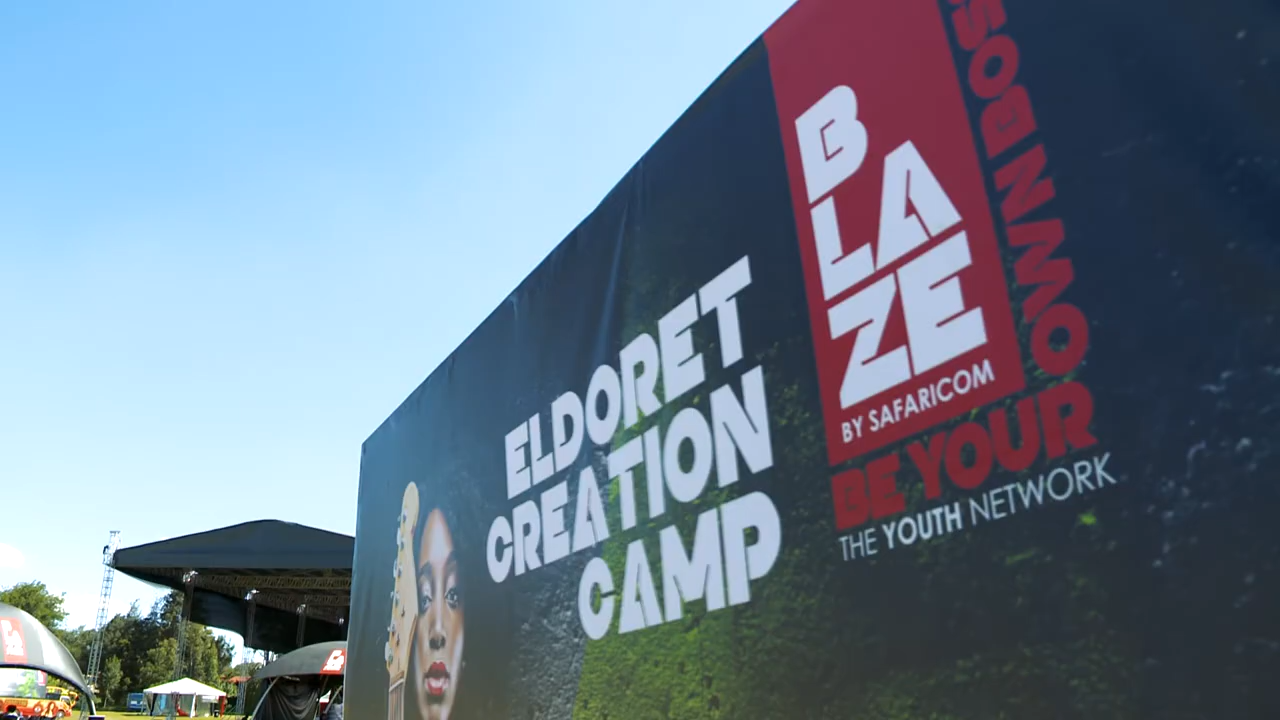 ELDORET
CREATION
CAMP
BLAZE
BY SAFARICOM
BE YOUR
OWN BOSS
THE YOUTH NETWORK